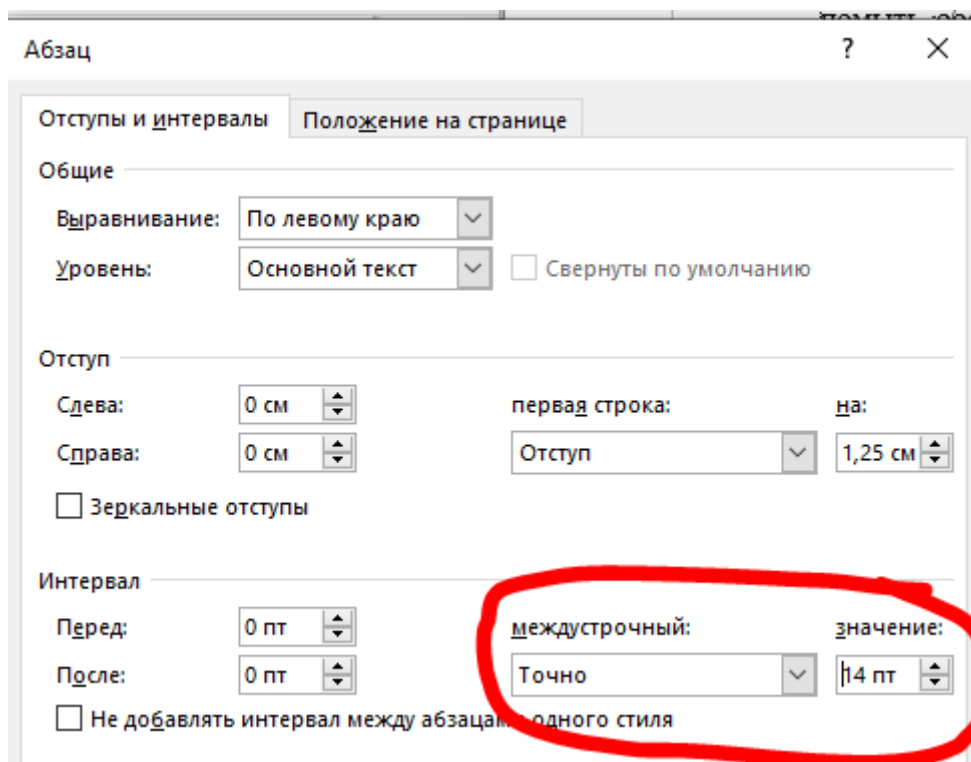 Абзац ?
Отступы и интервалы Положение на странице
Общие
Выравнивание: По левому краю
Уровень: Основной текст Свернуты по умолчанию
Отступ
Слева: 0 см первая строка: на:
Справа: 0 см Отступ 1,25 см
Зеркальные отступы
Интервал
Перед: 0 пт междустрочный: значение:
После: 0 пт Точно 14 пт
Не добавлять интервал между абзацами одного стиля